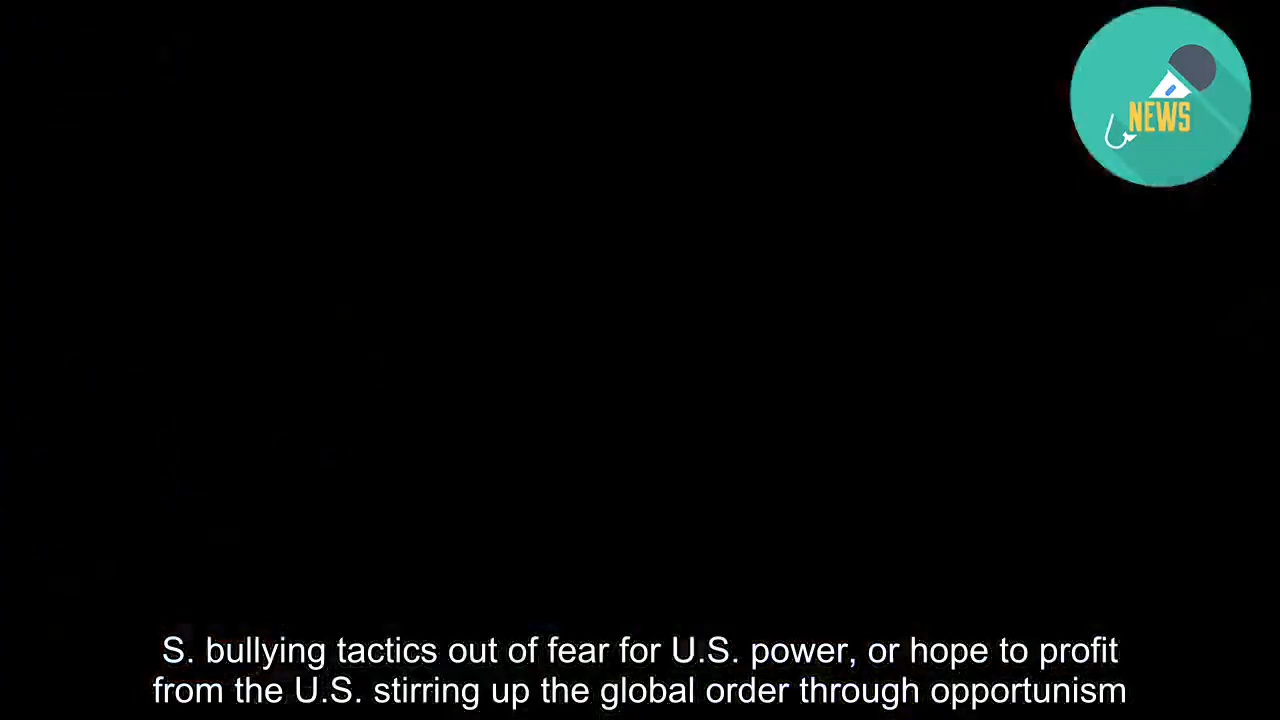 NEWS
S. bullying tactics out of fear for U.S. power, or hope to profit
from the U.S. stirring up the global order through opportunism